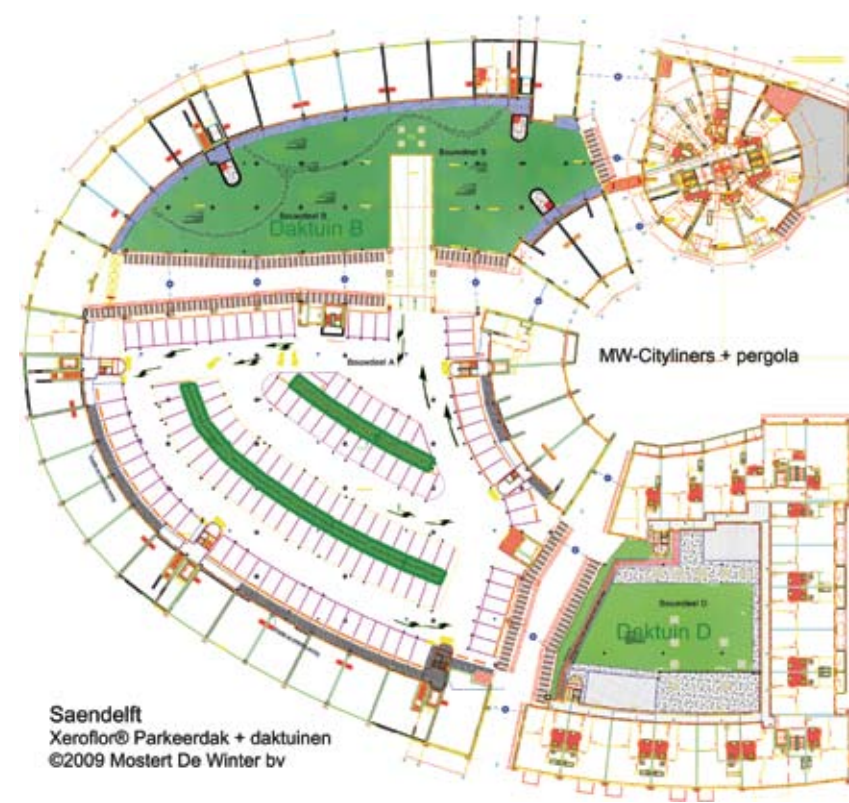 Bouwdeel B
Bouwdeel B
Daktuin B
Bouwdeel A
MW-Cityliners + pergola
Bouwdeel D
Daktuin D
Saendelft
Xeroflor® Parkeerdak + daktuinen
©2009 Mostert De Winter bv